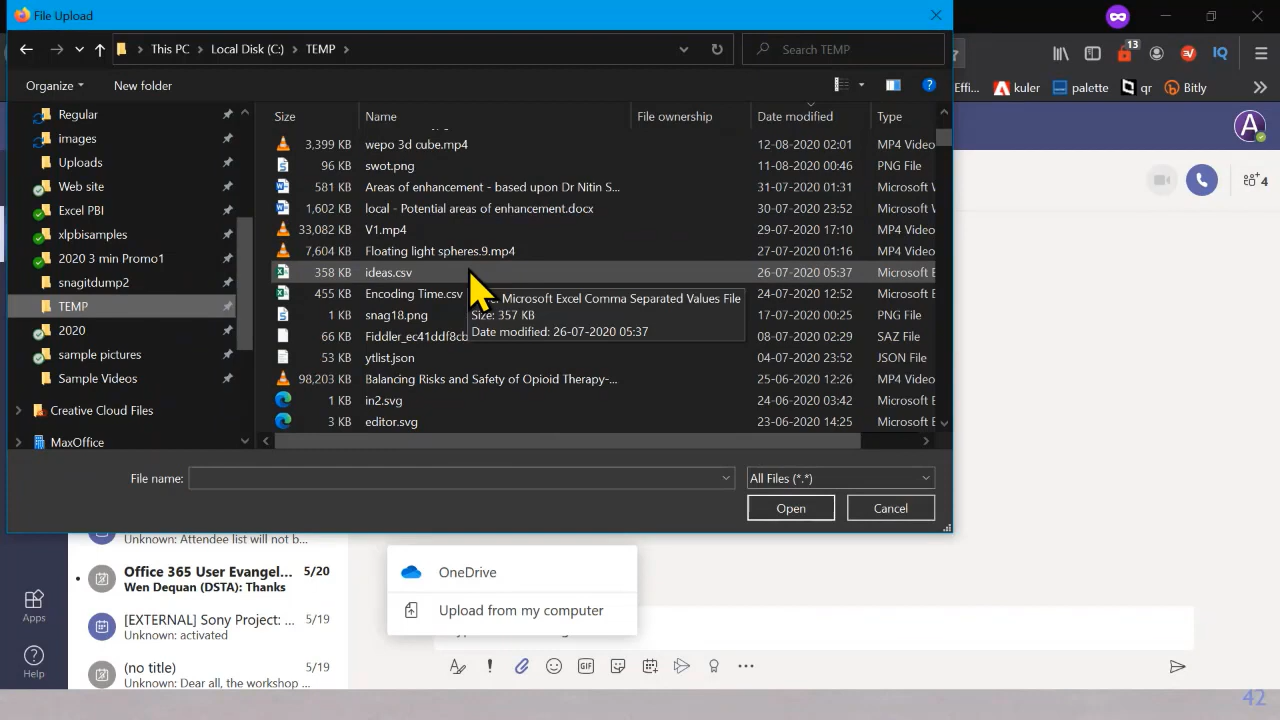 File Upload
This PC > Local Disk (C:) > TEMP >
Search TEMP
13
IQ
Organize
New folder
Effi...
kuler
palette
qr
Bitly
Size Name File ownership Date modified Type
Regular
images
Uploads
Web site
Excel PBI
xlpbisamples
2020 3 min Promo1
snagitdump2
TEMP
2020
sample pictures
Sample Videos
Creative Cloud Files
MaxOffice
3,399 KB wepo 3d cube.mp4 12-08-2020 02:01 MP4 Video
96 KB swot.png 11-08-2020 00:46 PNG File
581 KB Areas of enhancement - based upon Dr Nitin S... 31-07-2020 01:31 Microsoft W
1,602 KB local - Potential areas of enhancement.docx 30-07-2020 23:52 Microsoft W
33,082 KB V1.mp4 29-07-2020 17:10 MP4 Video
7,604 KB Floating light spheres.9.mp4 27-07-2020 01:16 MP4 Video
358 KB ideas.csv 26-07-2020 05:37 Microsoft E
455 KB Encoding Time.csv 24-07-2020 12:52 Microsoft E
1 KB snag18.png 17-07-2020 00:25 PNG File
66 KB Fiddler_ec41ddf8cb 08-07-2020 02:29 SAZ File
53 KB ytlist.json 04-07-2020 23:52 JSON File
98,203 KB Balancing Risks and Safety of Opioid Therapy-... 25-06-2020 12:26 MP4 Video
1 KB in2.svg 24-06-2020 03:42 Microsoft E
3 KB editor.svg 23-06-2020 14:25 Microsoft E
Microsoft Excel Comma Separated Values File
Size: 357 KB
Date modified: 26-07-2020 05:37
File name:
All Files (*.*)
Open
Cancel
A
4
Unknown: Attendee list will not b...
Office 365 User Evangel... 5/20
Wen Dequan (DSTA): Thanks
[EXTERNAL] Sony Project: ... 5/19
Unknown: activated
(no title) 5/19
Unknown: Dear all, the workshop
Apps
Help
OneDrive
Upload from my computer
GIF
42